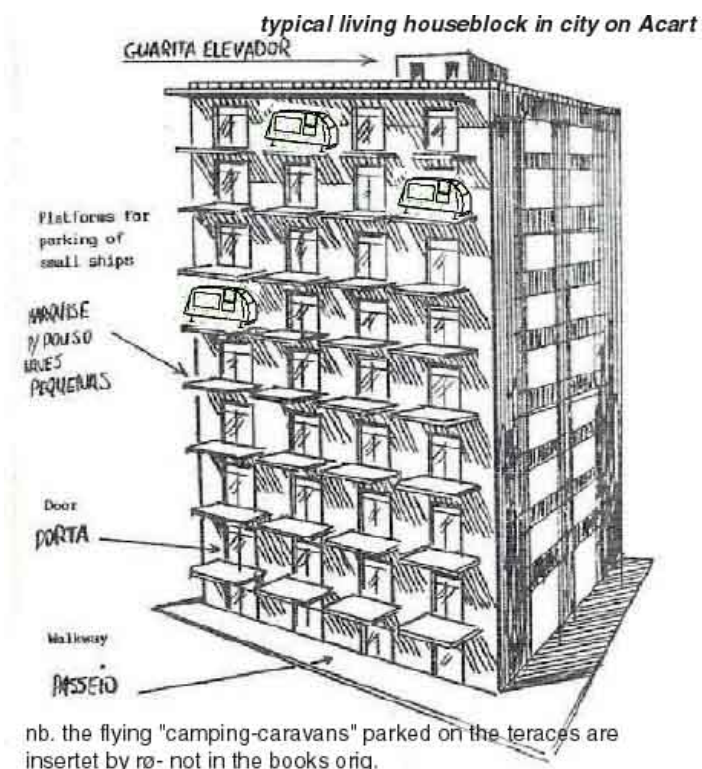 typical living houseblock in city on Acart
GUARITA ELEVADOR
Platforms for
parking of
small ships
MARQUISE
P/ POUSO
NAVES
PEQUENAS
Door
PORTA
Walkway
PASSEIO
nb. the flying "camping-caravans" parked on the teraces are
insertet by rø- not in the books orig.